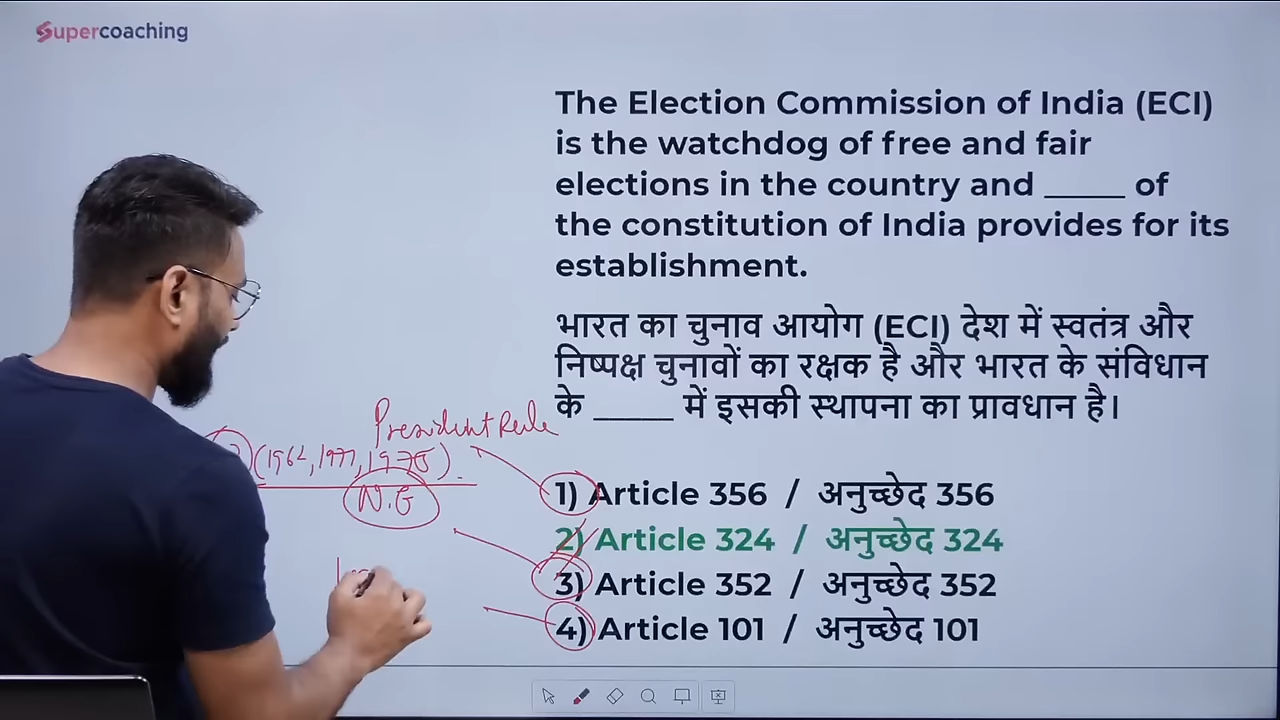 Supercoaching
The Election Commission of India (ECI)
is the watchdog of free and fair
elections in the country and _____ of
the constitution of India provides for its
establishment.
भारत का चुनाव आयोग (ECI) देश में स्वतंत्र और
निष्पक्ष चुनावों का रक्षक है और भारत के संविधान
के _____ में इसकी स्थापना का प्रावधान है।
President Rule
(1962, 1971, 1975)
N.E
1) Article 356 / अनुच्छेद 356
2) Article 324 / अनुच्छेद 324
3) Article 352 / अनुच्छेद 352
4) Article 101 / अनुच्छेद 101